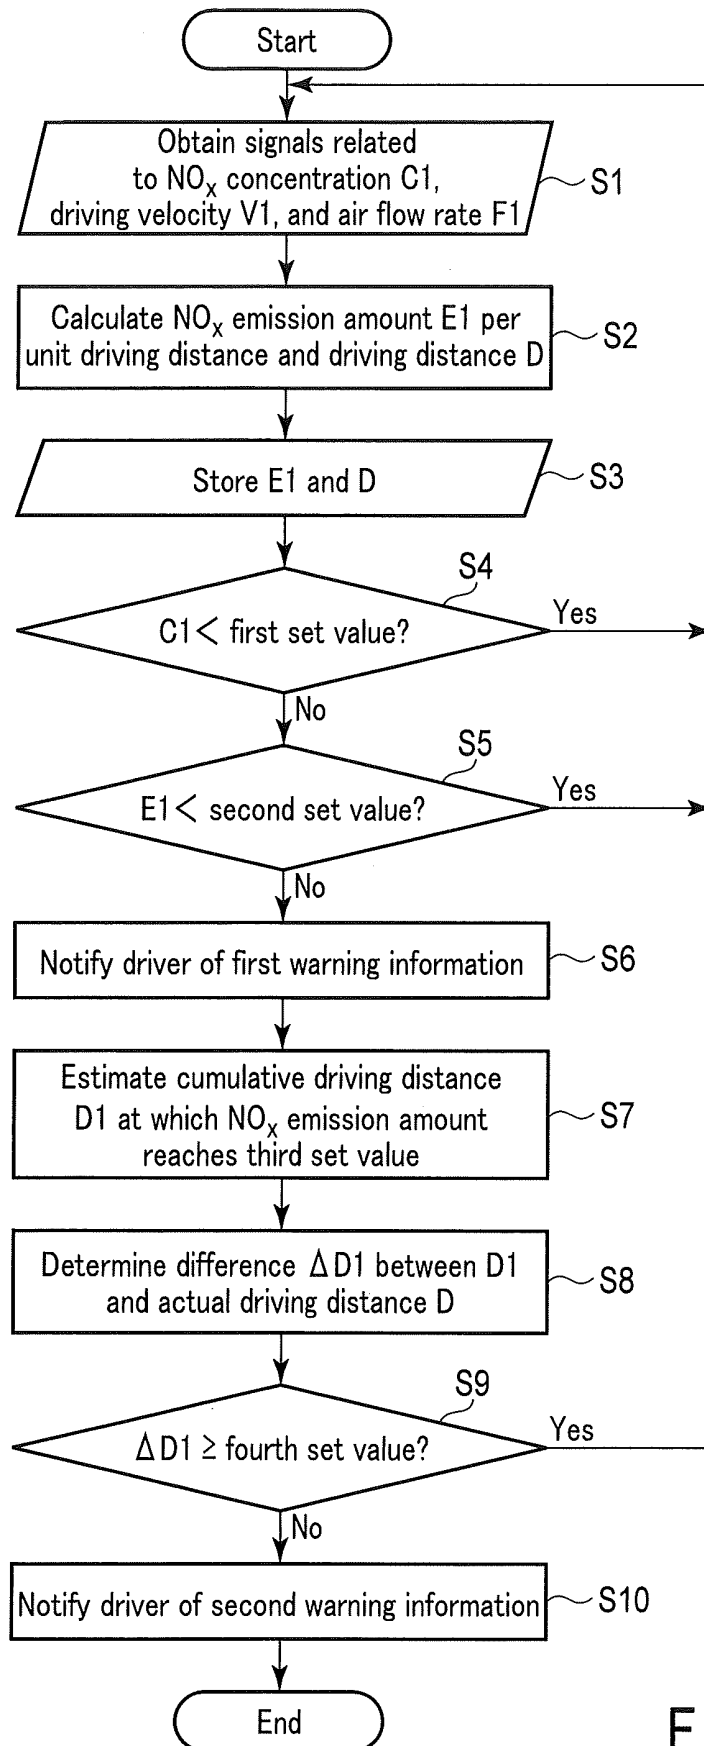 Start
Obtain signals related
to NOx concentration C1,
driving velocity V1, and air flow rate F1
S1
Calculate NOx emission amount E1 per
unit driving distance and driving distance D
S2
Store E1 and D
S3
S4
C1< first set value?
Yes
No
S5
E1< second set value?
Yes
No
Notify driver of first warning information
S6
Estimate cumulative driving distance
D1 at which NOx emission amount
reaches third set value
S7
Determine difference ΔD1 between D1
and actual driving distance D
S8
S9
ΔD1 ≥ fourth set value?
Yes
No
Notify driver of second warning information
S10
End
F